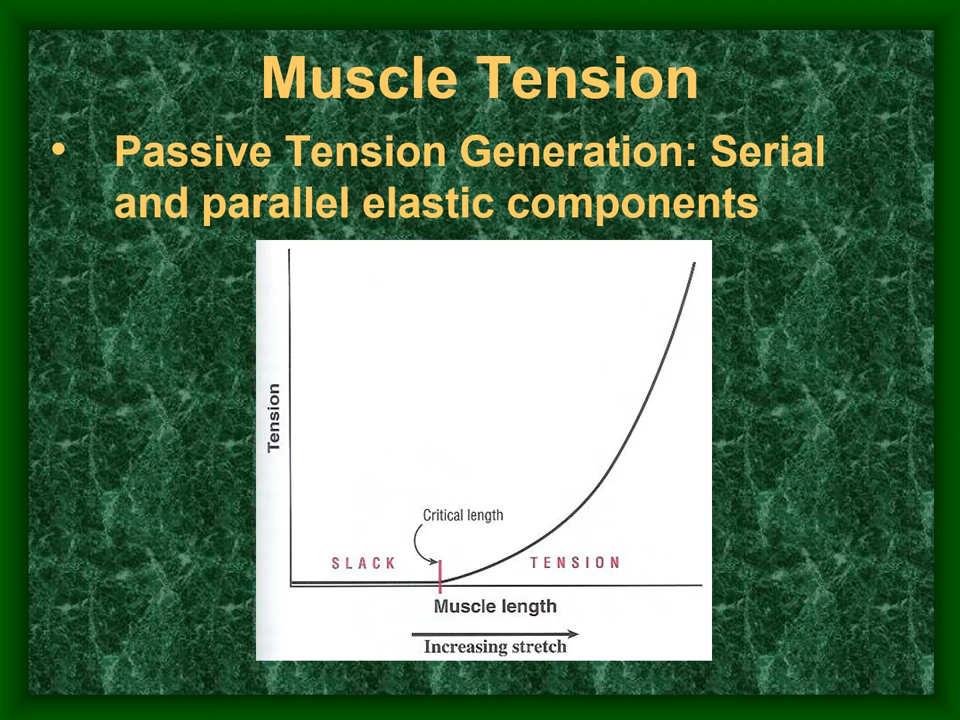 Muscle Tension
• Passive Tension Generation: Serial
and parallel elastic components
Tension
Critical length
SLACK TENSION
Muscle length
Increasing stretch